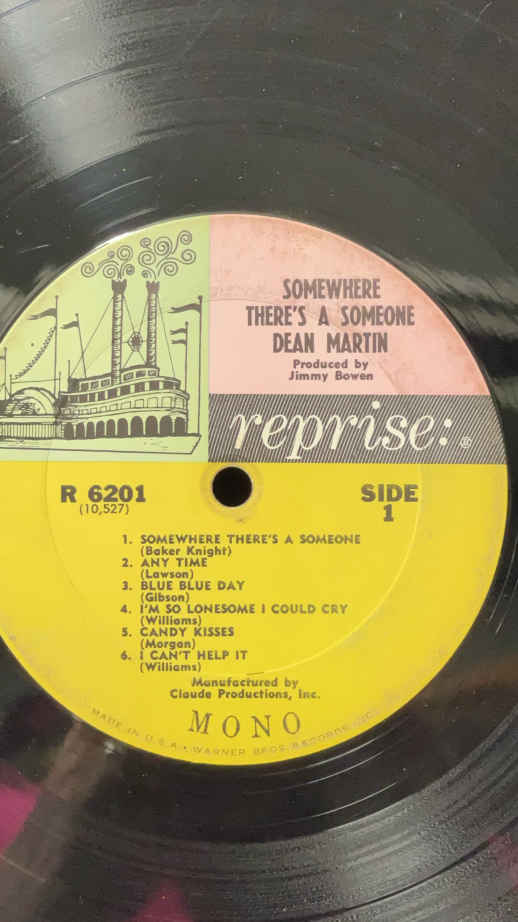 SOMEWHERE
THERE'S A SOMEONE
DEAN MARTIN
Produced by
Jimmy Bowen
reprise: ®
R 6201
(10,527)
SIDE
1
1. SOMEWHERE THERE'S A SOMEONE
(Baker Knight)
2. ANY TIME
(Lawson)
3. BLUE BLUE DAY
(Gibson)
4. I'M SO LONESOME I COULD CRY
(Williams)
5. CANDY KISSES
(Morgan)
6. I CAN'T HELP IT
(Williams)
Manufactured by
Claude Productions, Inc.
MONO
MADE IN U.S.A. • WARNER BROS. RECORDS, INC.